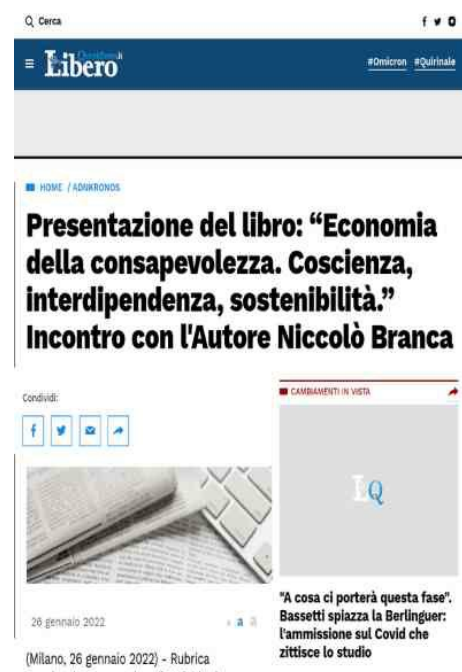 Cerca
Libero
Quotidiano.it
#Omicron #Quirinale
HOME / ADNKRONOS
Presentazione del libro: “Economia
della consapevolezza. Coscienza,
interdipendenza, sostenibilità.”
Incontro con l'Autore Niccolò Branca
Condividi:
26 gennaio 2022
a a
(Milano, 26 gennaio 2022) - Rubrica
CAMBIAMENTI IN VISTA
LQ
"A cosa ci porterà questa fase".
Bassetti spiazza la Berlinguer:
l'ammissione sul Covid che
zittisce lo studio